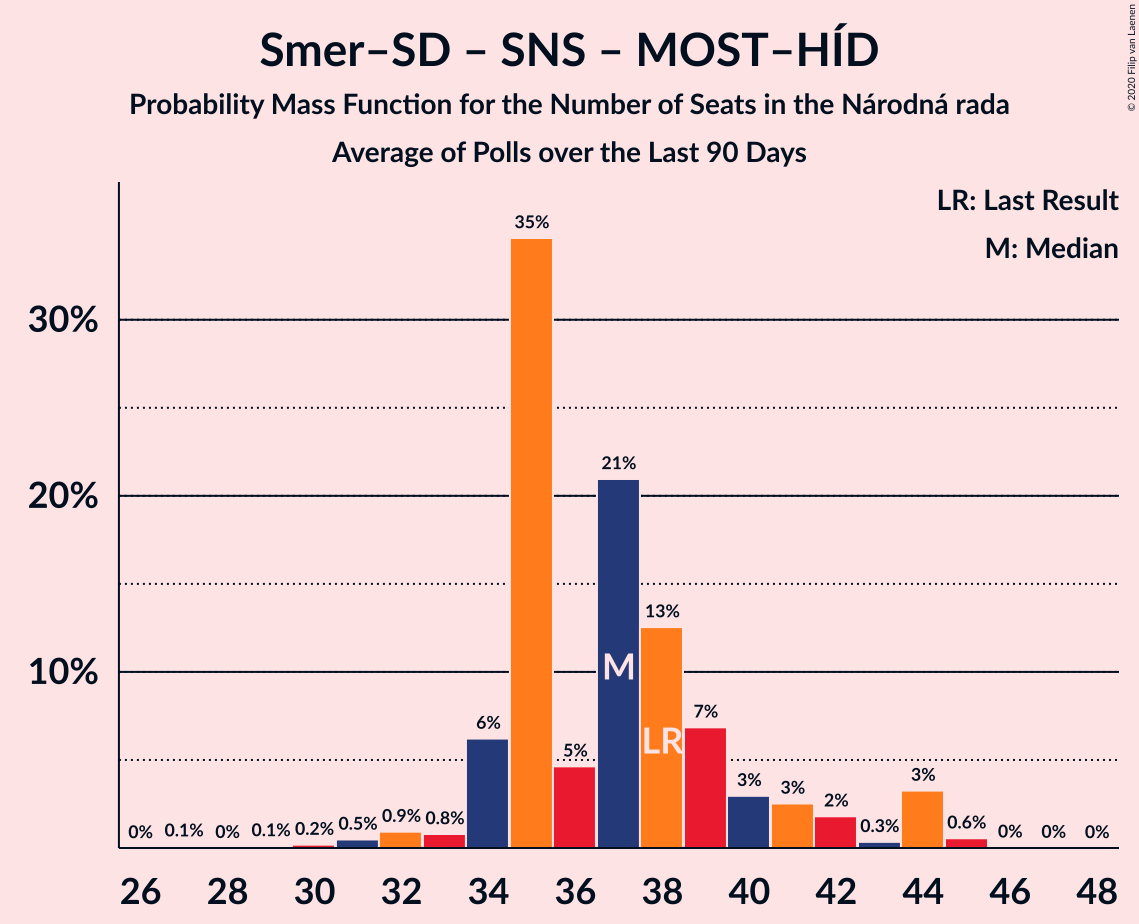 Smer–SD – SNS – MOST–HÍD
Probability Mass Function for the Number of Seats in the Národná rada
Average of Polls over the Last 90 Days
© 2020 Filip van Laenen
LR: Last Result
M: Median
35%
30%
21%
20%
13%
M
10%
7%
LR
6%
5%
3%
3%
3%
2%
0% 0.1% 0% 0.1% 0.2% 0.5% 0.9% 0.8% 0.3% 0.6% 0% 0% 0%
26 28 30 32 34 36 38 40 42 44 46 48